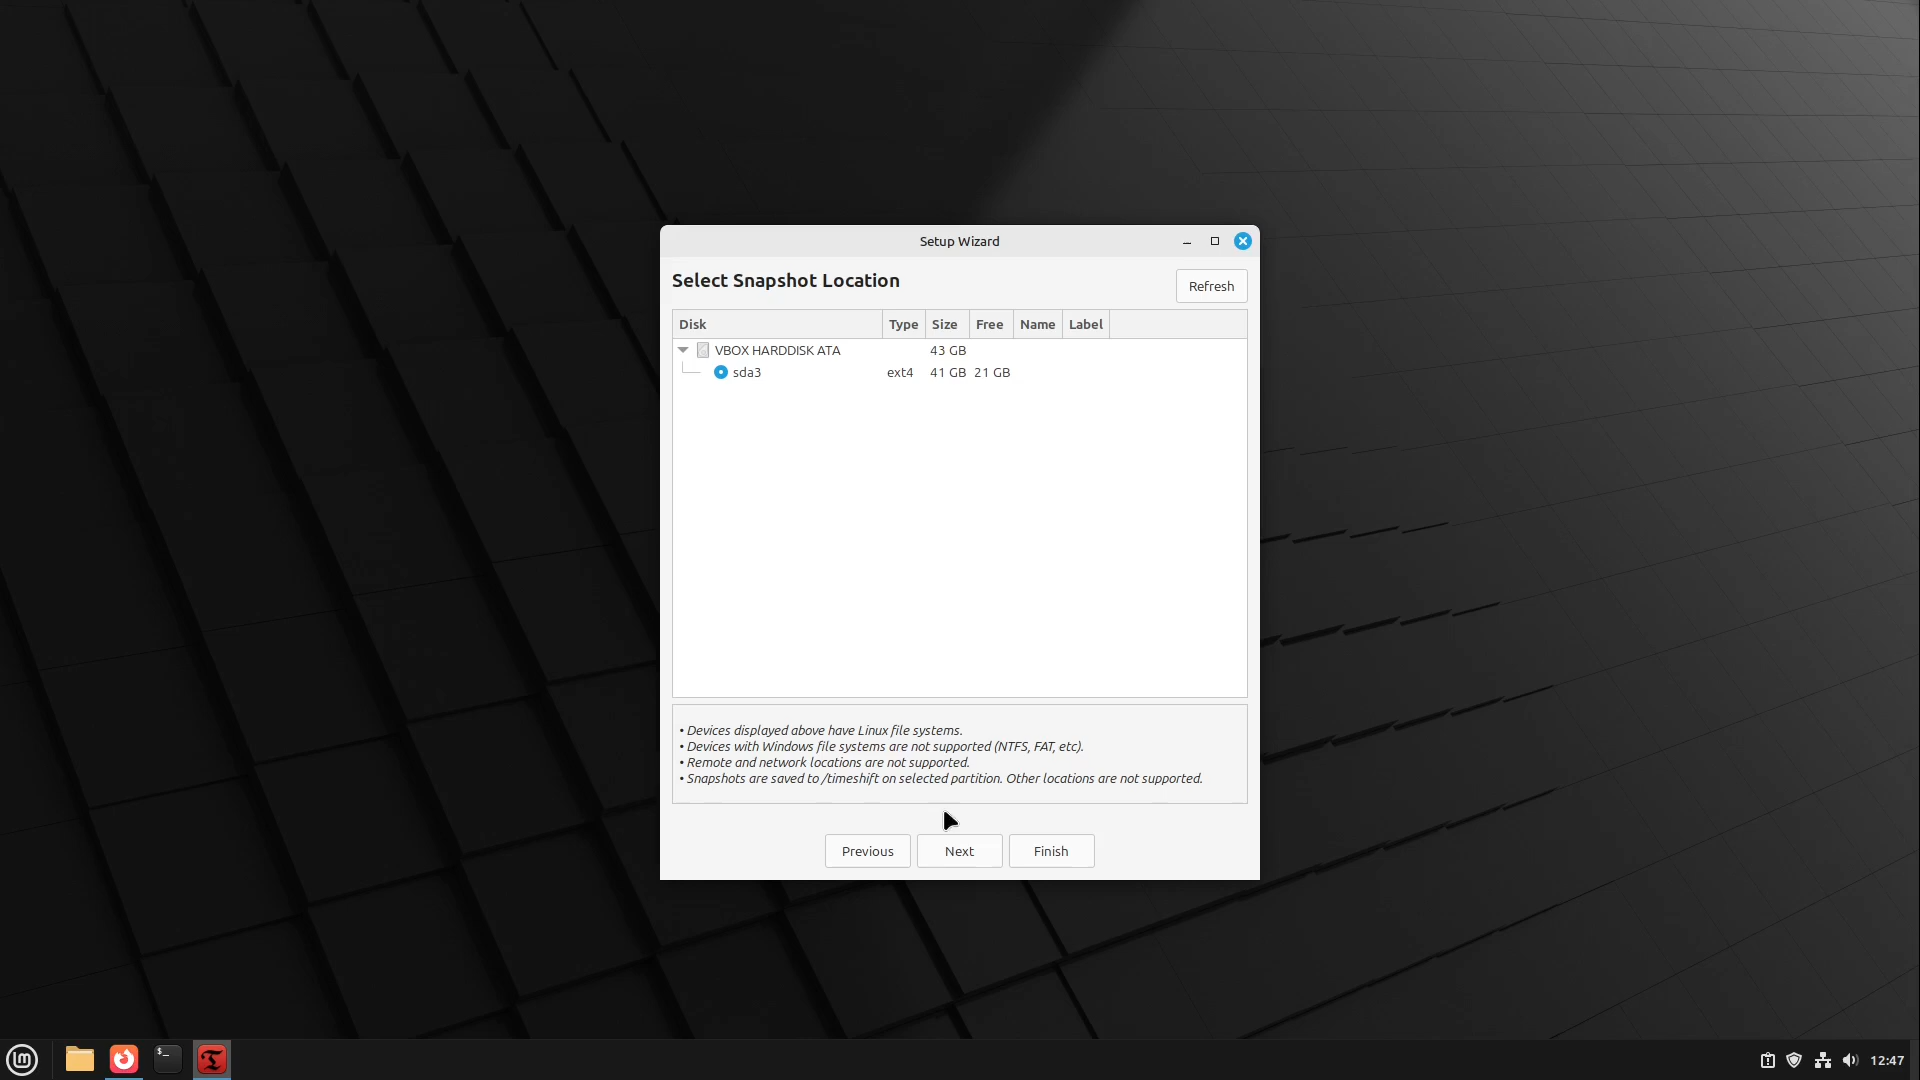 Setup Wizard
Select Snapshot Location
Refresh
Disk Type Size Free Name Label
VBOX HARDDISK ATA 43 GB
sda3 ext4 41 GB 21 GB
• Devices displayed above have Linux file systems.
• Devices with Windows file systems are not supported (NTFS, FAT, etc).
• Remote and network locations are not supported.
• Snapshots are saved to /timeshift on selected partition. Other locations are not supported.
Previous Next Finish
12:47